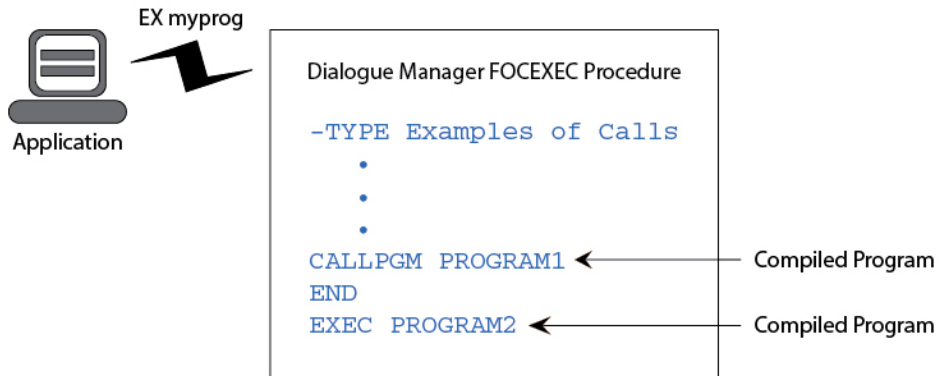 EX myprog
Application
Dialogue Manager FOCEXEC Procedure
-TYPE Examples of Calls
•
•
•
CALLPGM PROGRAM1
Compiled Program
END
EXEC PROGRAM2
Compiled Program